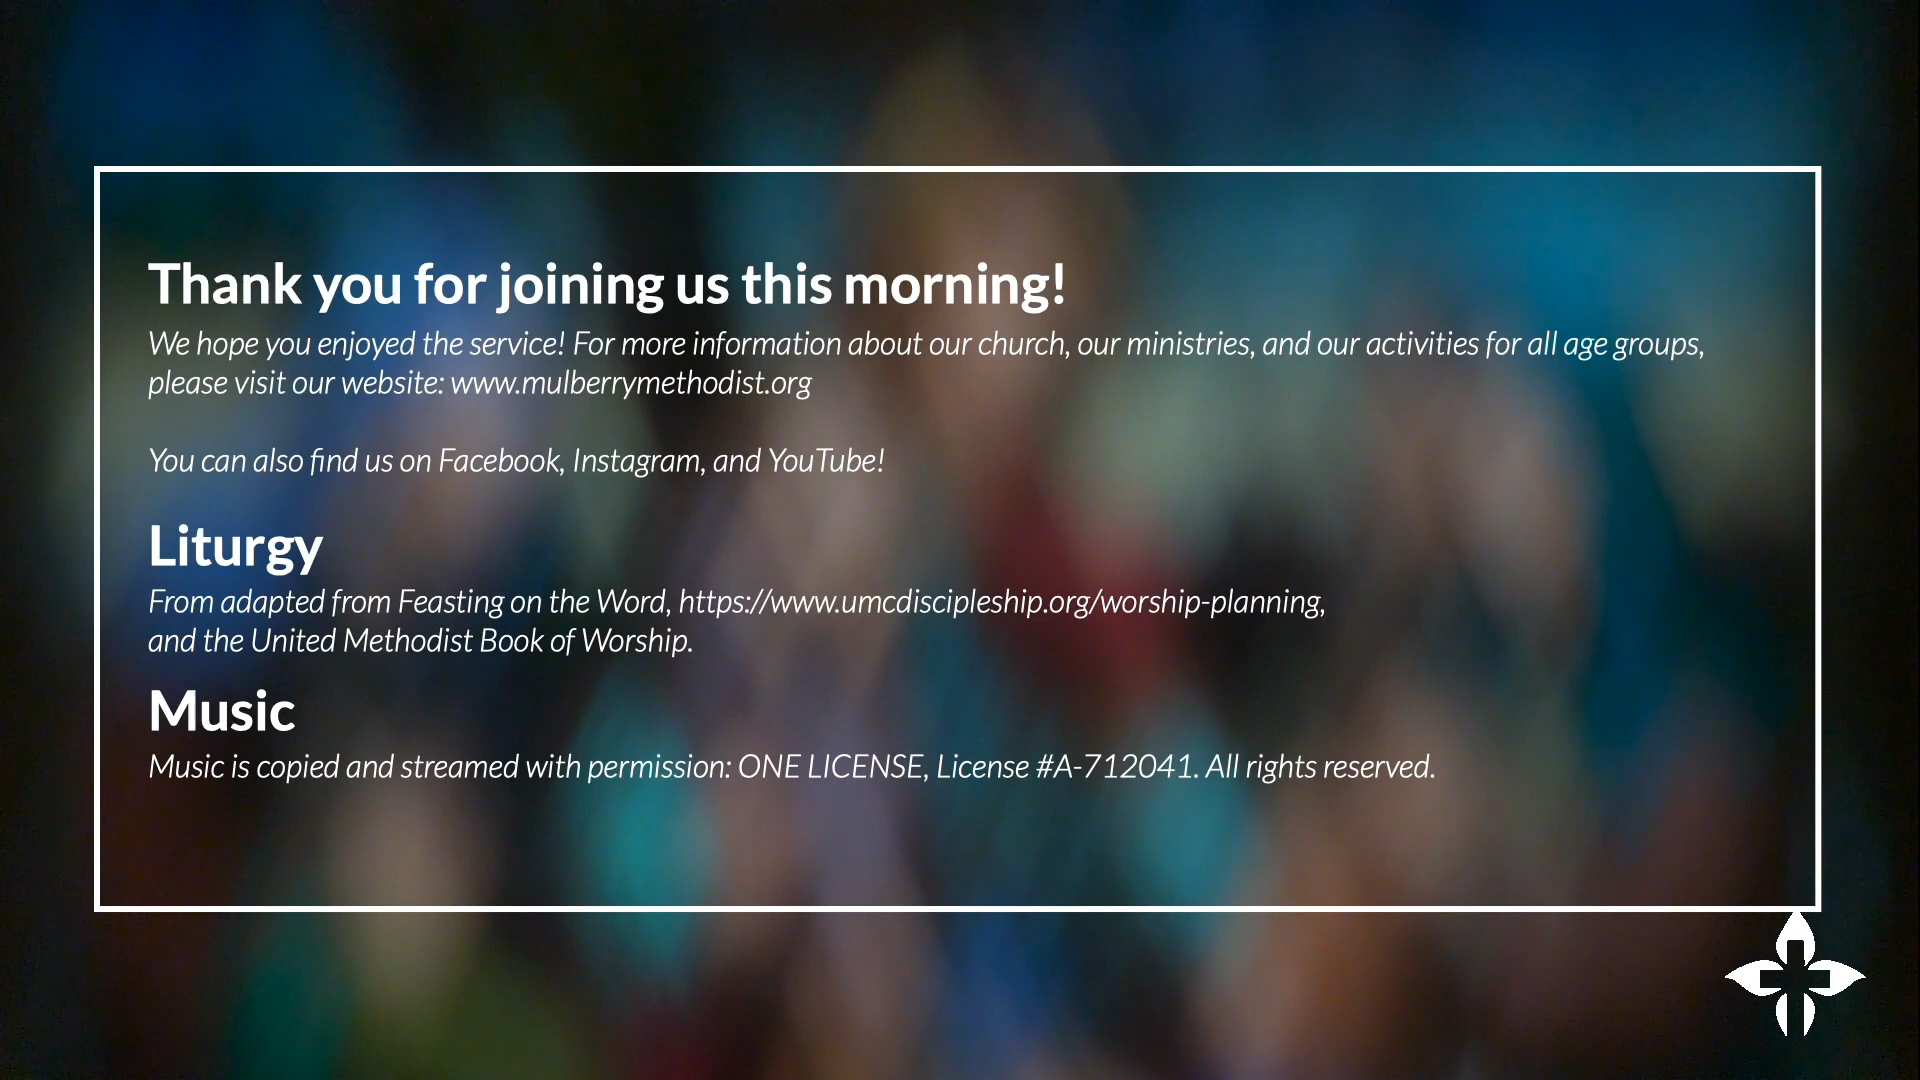 Thank you for joining us this morning!
We hope you enjoyed the service! For more information about our church, our ministries, and our activities for all age groups,
please visit our website: www.mulberrymethodist.org
You can also find us on Facebook, Instagram, and YouTube!
Liturgy
From adapted from Feasting on the Word, https://www.umcdiscipleship.org/worship-planning,
and the United Methodist Book of Worship.
Music
Music is copied and streamed with permission: ONE LICENSE, License #A-712041. All rights reserved.